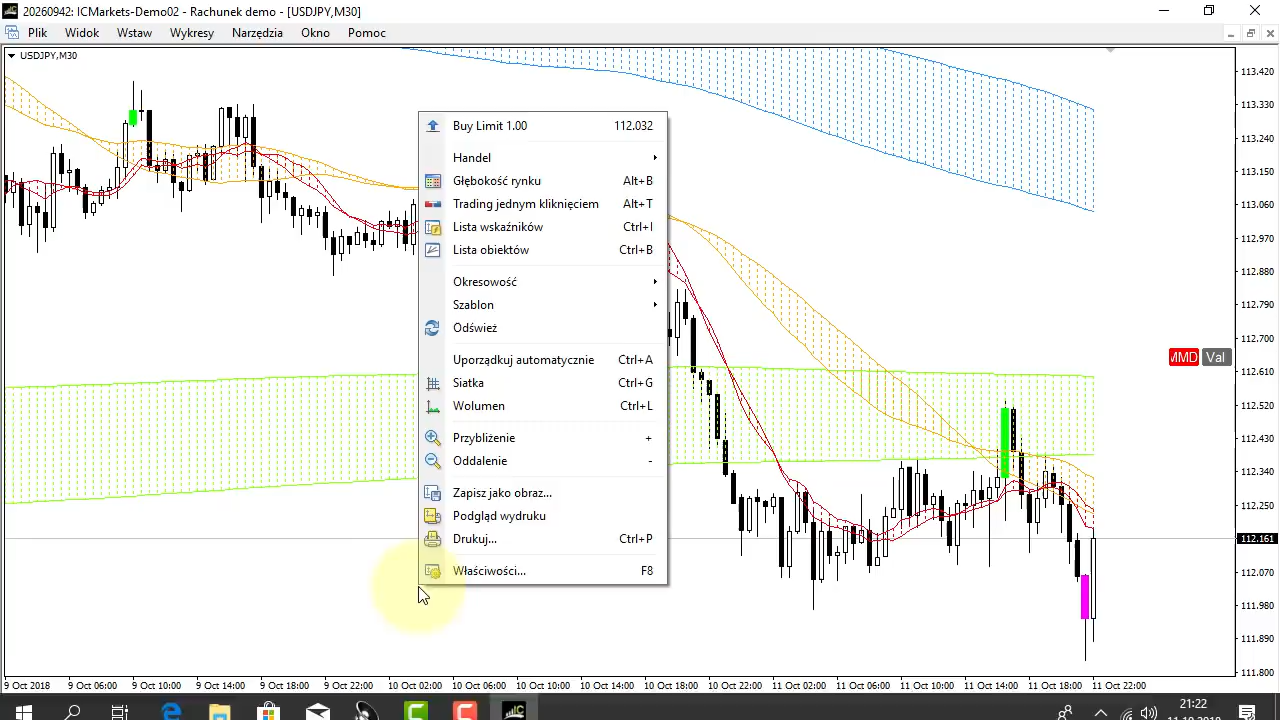 20260942: ICMarkets-Demo02 - Rachunek demo - [USDJPY,M30]
Plik Widok Wstaw Wykresy Narzędzia Okno Pomoc
USDJPY,M30
Buy Limit 1.00 112.032
Handel
Głębokość rynku Alt+B
Trading jednym kliknięciem Alt+T
Lista wskaźników Ctrl+I
Lista obiektów Ctrl+B
Okresowość
Szablon
Odśwież
Uporządkuj automatycznie Ctrl+A
Siatka Ctrl+G
Wolumen Ctrl+L
Przybliżenie +
Oddalenie -
Zapisz jako obraz...
Podgląd wydruku
Drukuj... Ctrl+P
Właściwości... F8
MMD Val
113.420
113.330
113.240
113.150
113.060
112.970
112.880
112.790
112.700
112.610
112.520
112.430
112.340
112.250
112.161
112.070
111.980
111.890
111.800
9 Oct 2018 9 Oct 06:00 9 Oct 10:00 9 Oct 14:00 9 Oct 18:00 9 Oct 22:00 10 Oct 02:00 10 Oct 06:00 10 Oct 10:00 10 Oct 14:00 10 Oct 18:00 10 Oct 22:00 11 Oct 02:00 11 Oct 06:00 11 Oct 10:00 11 Oct 14:00 11 Oct 18:00 11 Oct 22:00
21:22